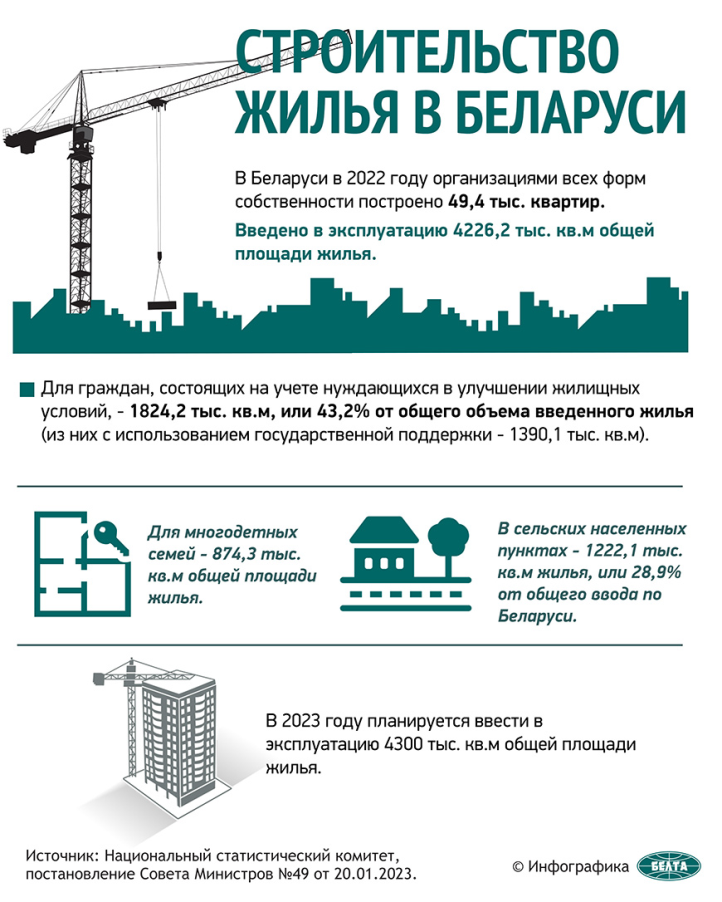 СТРОИТЕЛЬСТВО
ЖИЛЬЯ В БЕЛАРУСИ
В Беларуси в 2022 году организациями всех форм
собственности построено 49,4 тыс. квартир.
Введено в эксплуатацию 4226,2 тыс. кв.м общей
площади жилья.
Для граждан, состоящих на учете нуждающихся в улучшении жилищных
условий, - 1824,2 тыс. кв.м, или 43,2% от общего объема введенного жилья
(из них с использованием государственной поддержки - 1390,1 тыс. кв.м).
Для многодетных
семей - 874,3 тыс.
кв.м общей площади
жилья.
В сельских населенных
пунктах - 1222,1 тыс.
кв.м жилья, или 28,9%
от общего ввода по
Беларуси.
В 2023 году планируется ввести в
эксплуатацию 4300 тыс. кв.м общей площади
жилья.
Источник: Национальный статистический комитет,
постановление Совета Министров №49 от 20.01.2023.
© Инфографика БЕЛТА